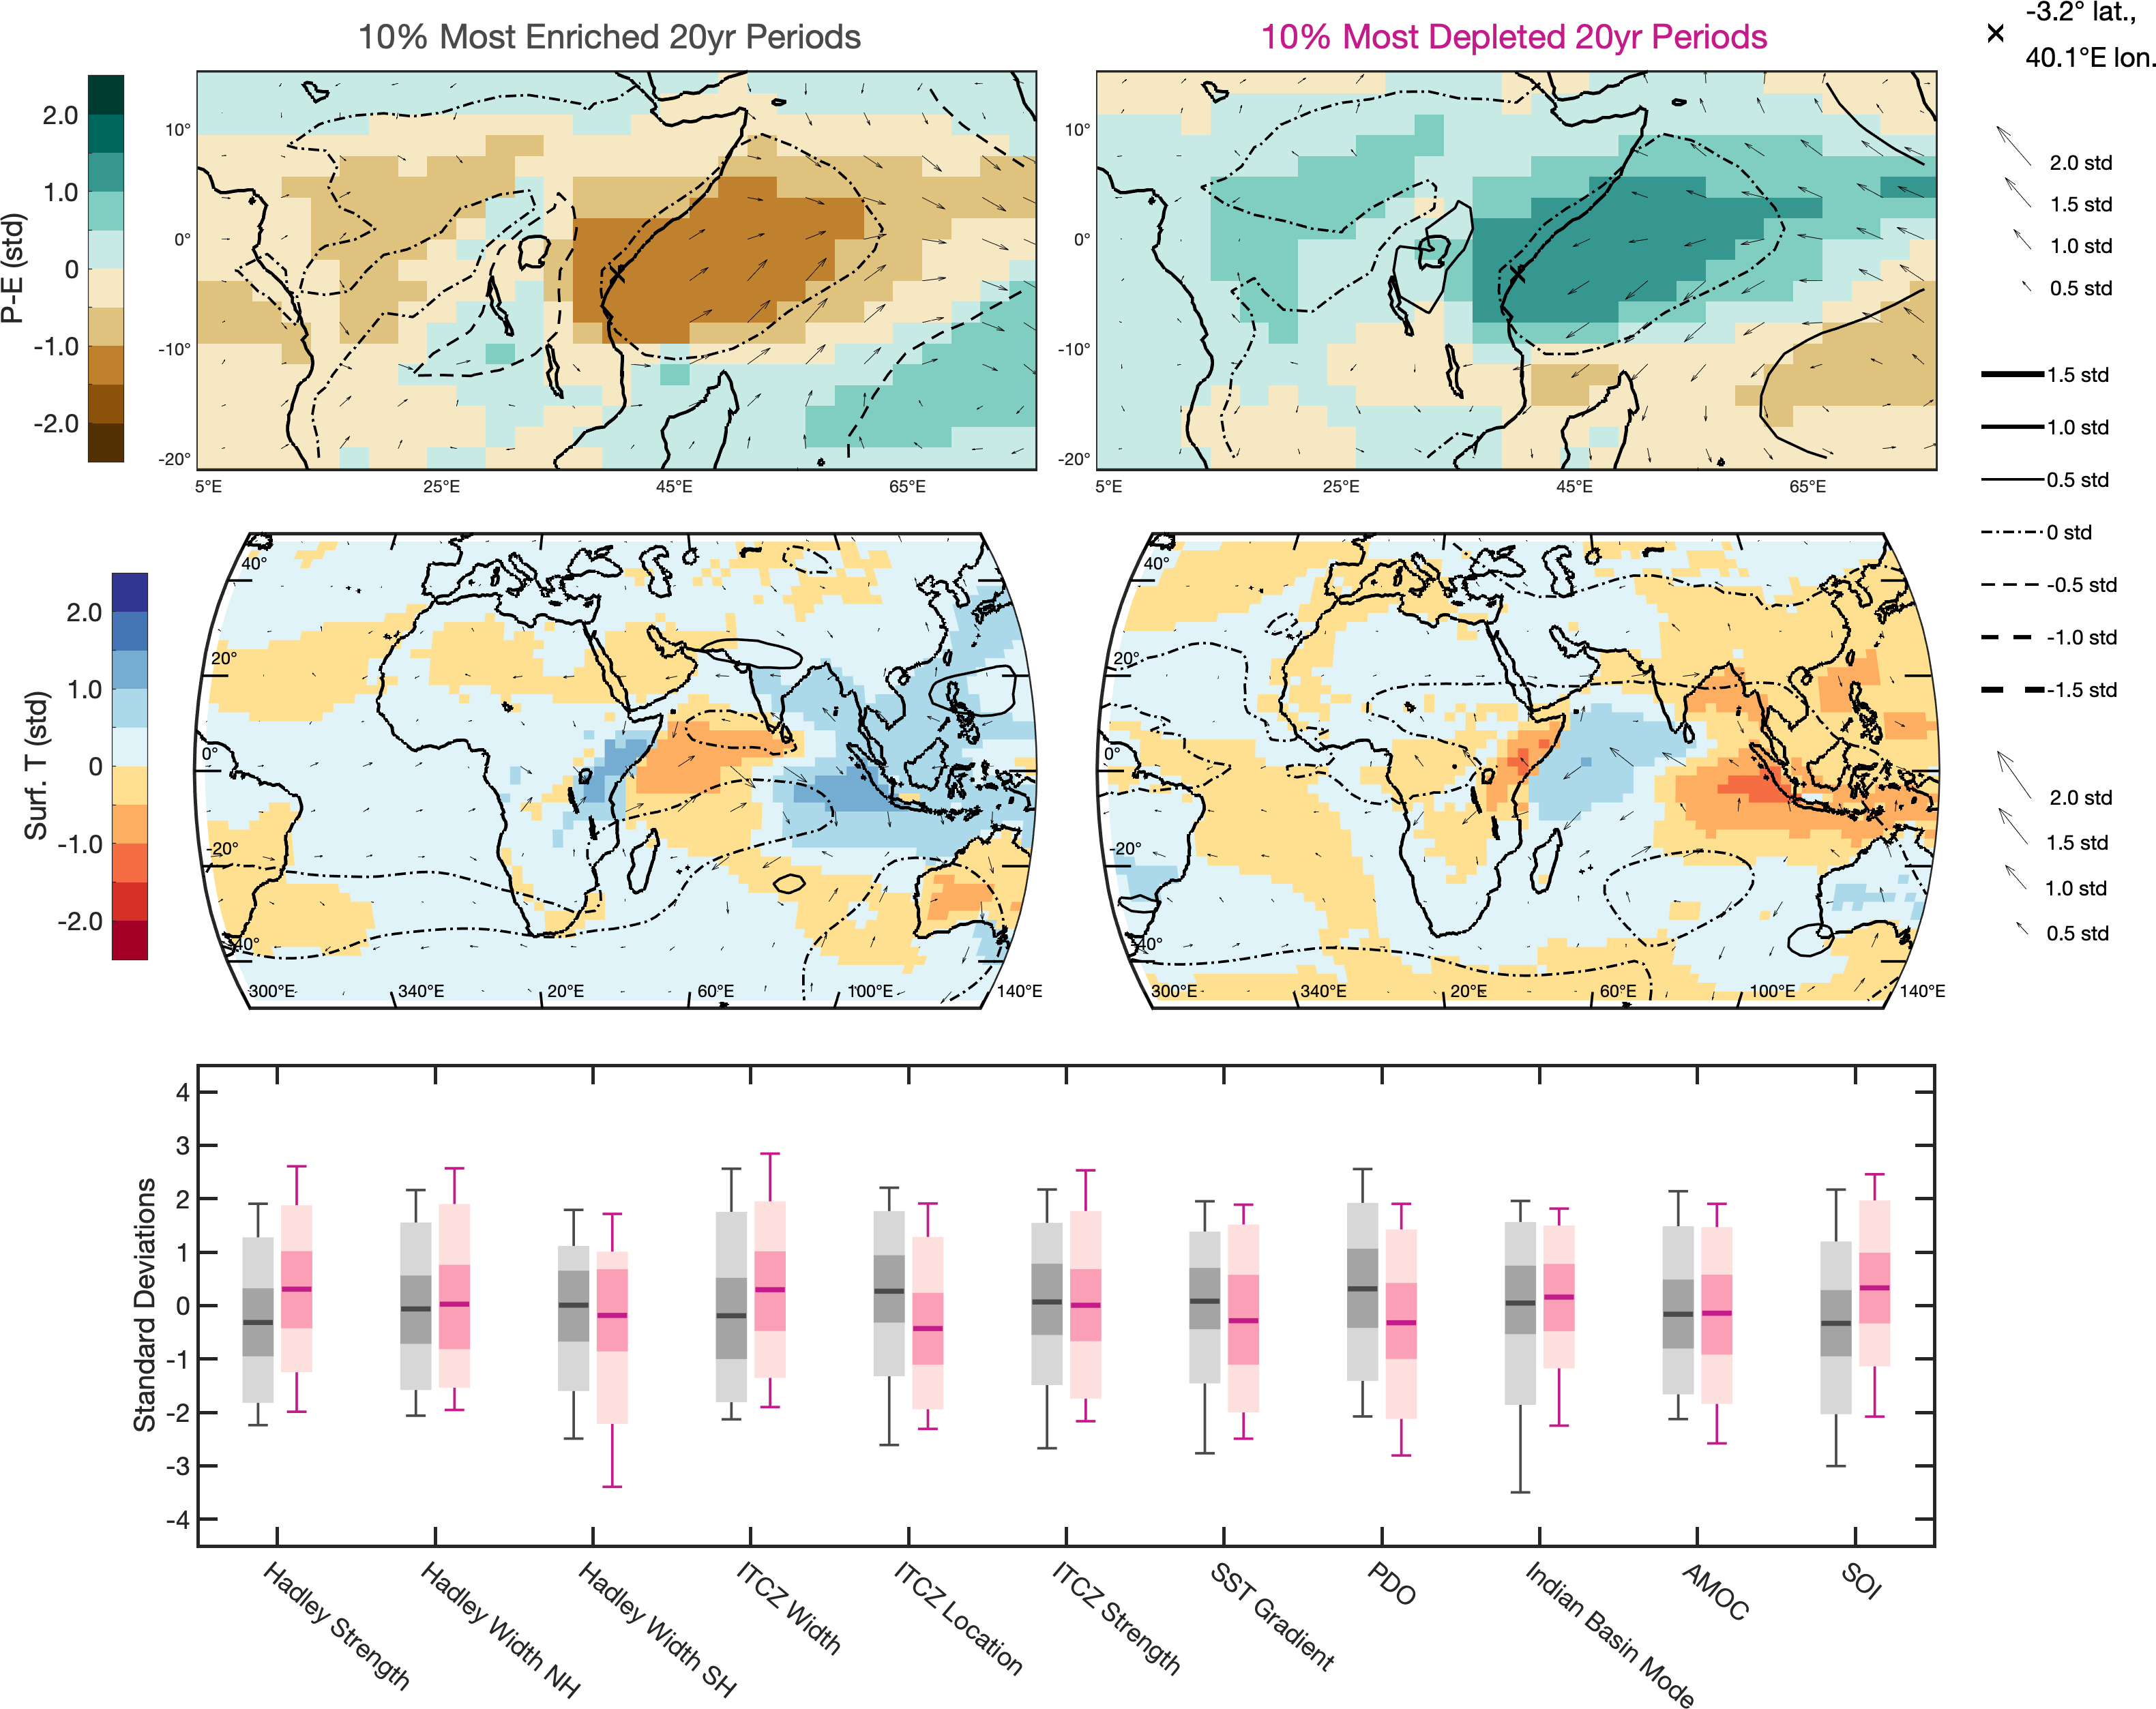 10% Most Enriched 20yr Periods
10% Most Depleted 20yr Periods
-3.2° lat.,
40.1°E lon.
P-E (std)
2.0
1.0
0
-1.0
-2.0
10°
0°
-10°
-20°
5°E
25°E
45°E
65°E
10°
0°
-10°
-20°
5°E
25°E
45°E
65°E
2.0 std
1.5 std
1.0 std
0.5 std
1.5 std
1.0 std
0.5 std
0 std
-0.5 std
-1.0 std
-1.5 std
Surf. T (std)
2.0
1.0
0
-1.0
-2.0
40°
20°
0°
-20°
-40°
300°E
340°E
20°E
60°E
100°E
140°E
40°
20°
0°
-20°
-40°
300°E
340°E
20°E
60°E
100°E
140°E
2.0 std
1.5 std
1.0 std
0.5 std
Standard Deviations
4
3
2
1
0
-1
-2
-3
-4
Hadley Strength
Hadley Width NH
Hadley Width SH
ITCZ Width
ITCZ Location
ITCZ Strength
SST Gradient
PDO
Indian Basin Mode
AMOC
SOI